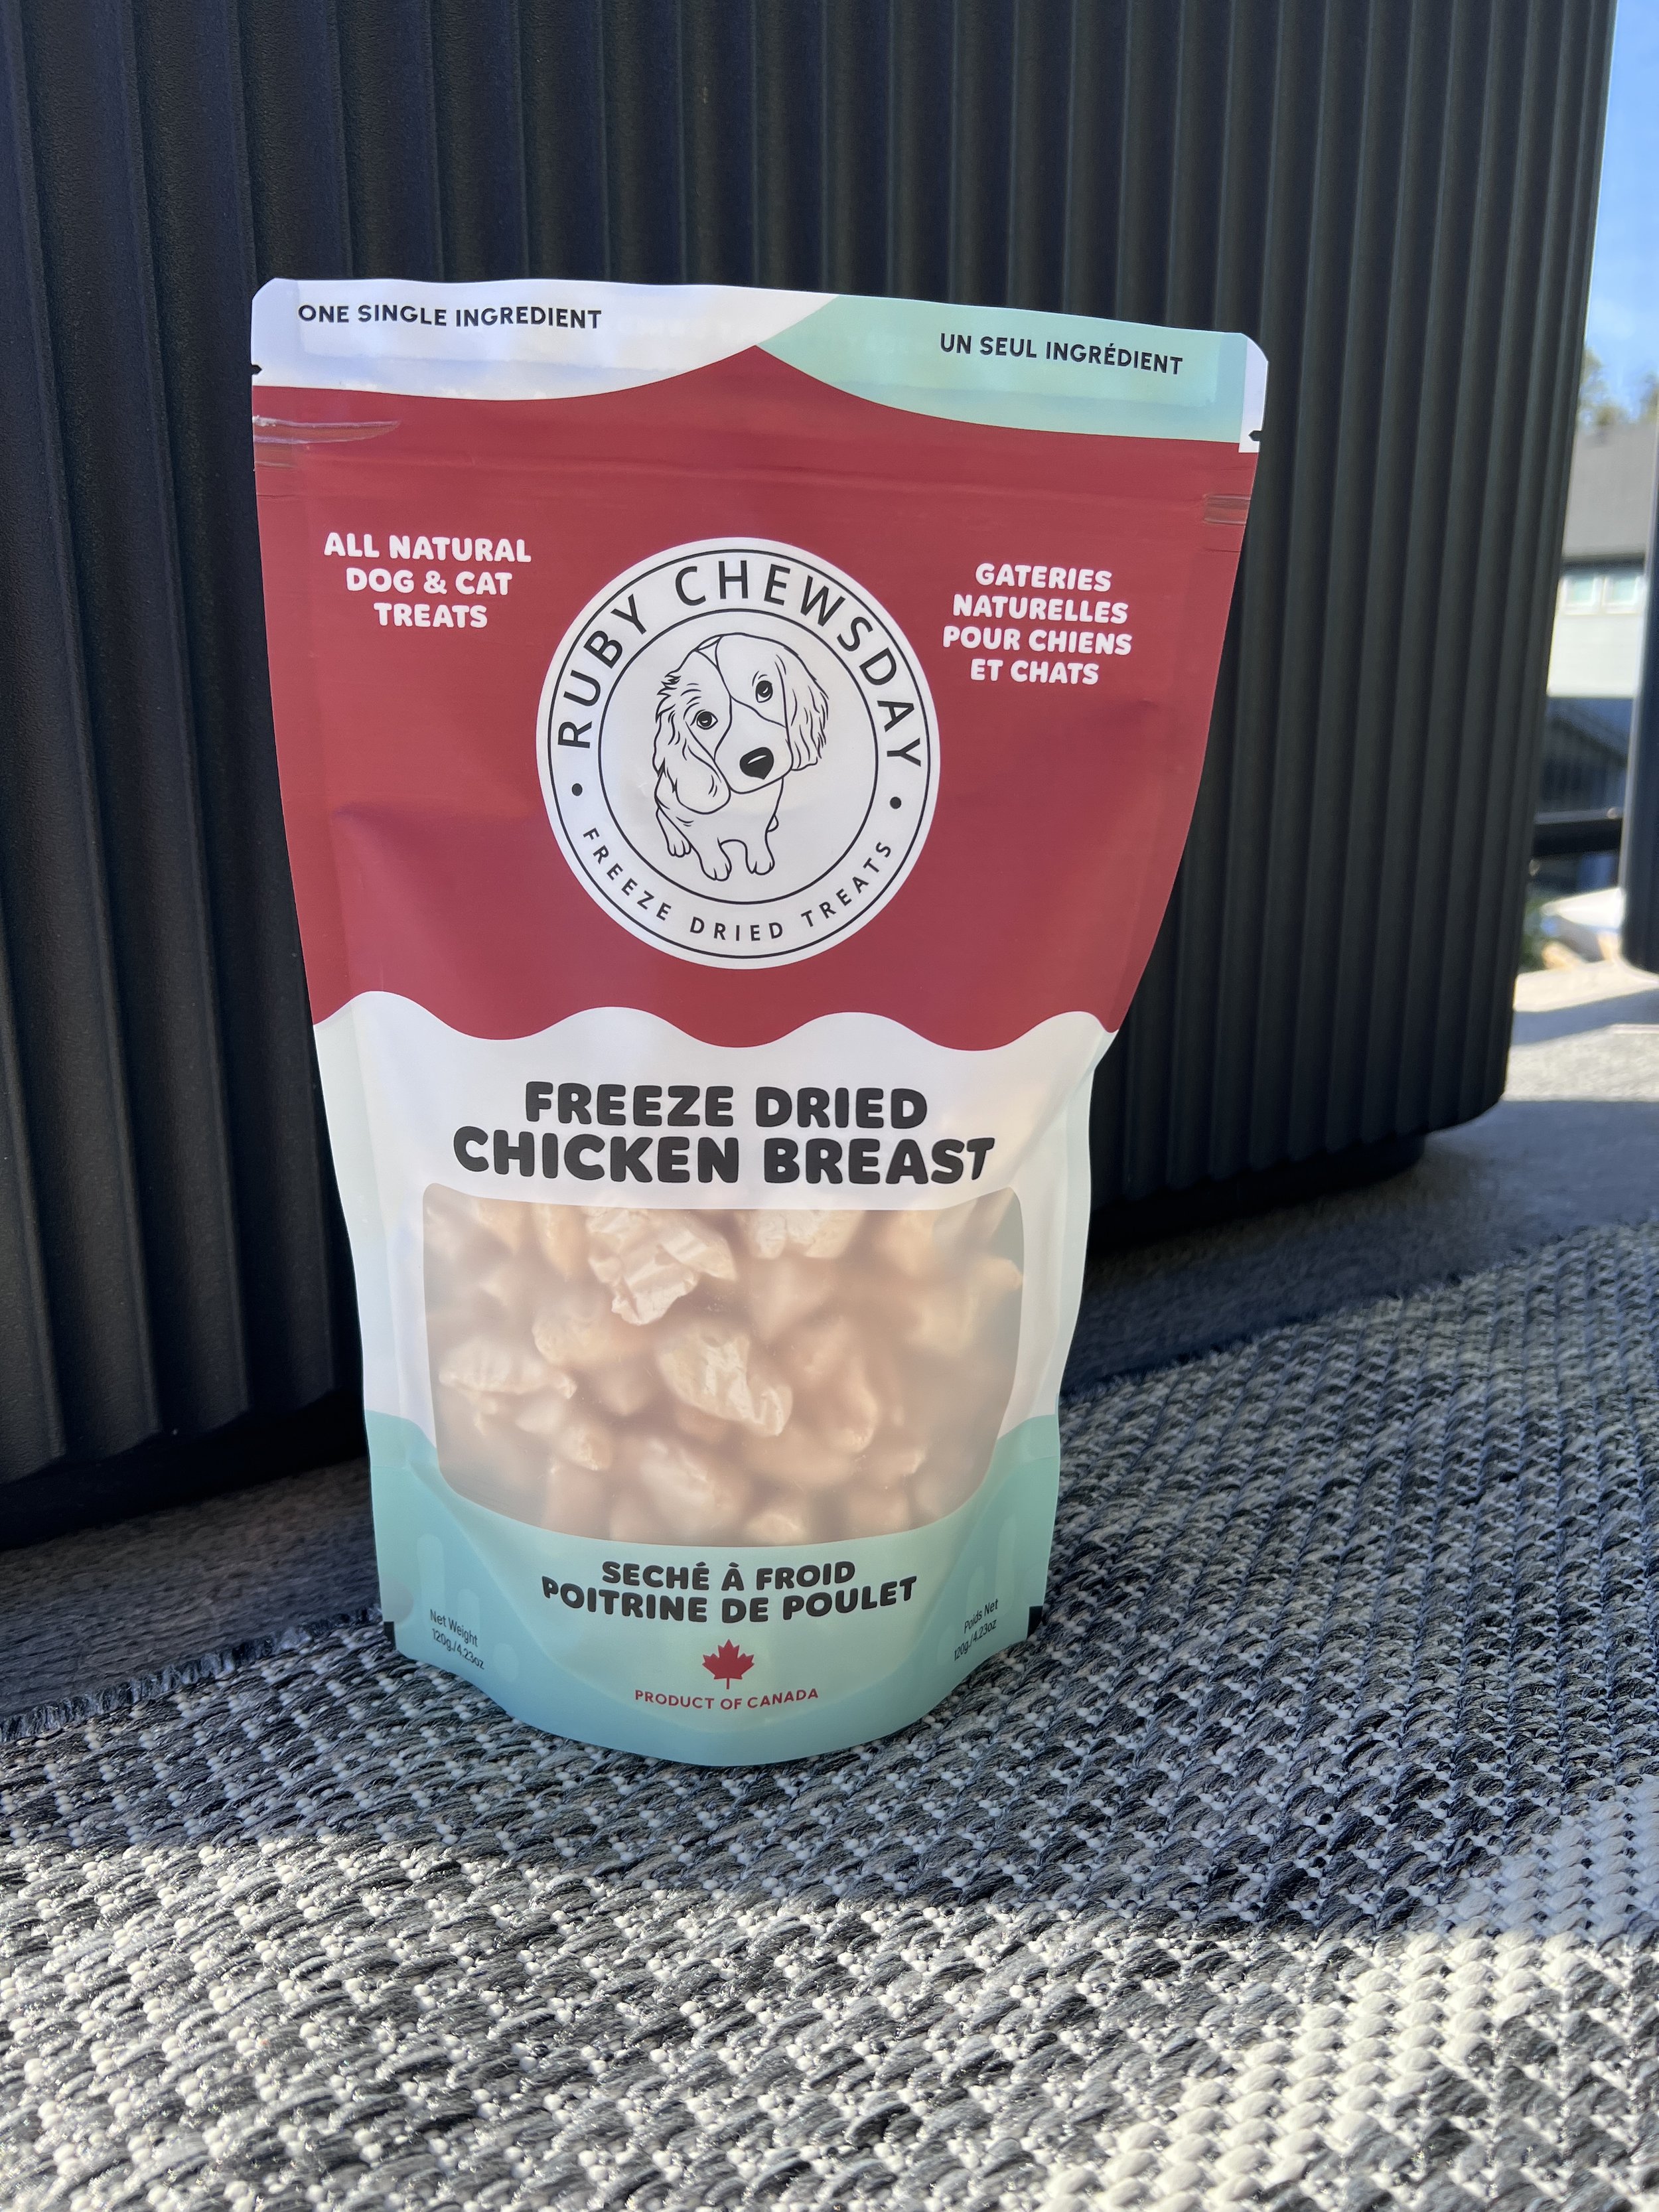 ONE SINGLE INGREDIENT
UN SEUL INGRÉDIENT
ALL NATURAL
DOG & CAT
TREATS
RUBY CHEWSDAY
FREEZE DRIED TREATS
GATERIES
NATURELLES
POUR CHIENS
ET CHATS
FREEZE DRIED
CHICKEN BREAST
SECHÉ À FROID
POITRINE DE POULET
Net Weight
120g./4.23oz
Poids Net
120g./4.23oz
PRODUCT OF CANADA